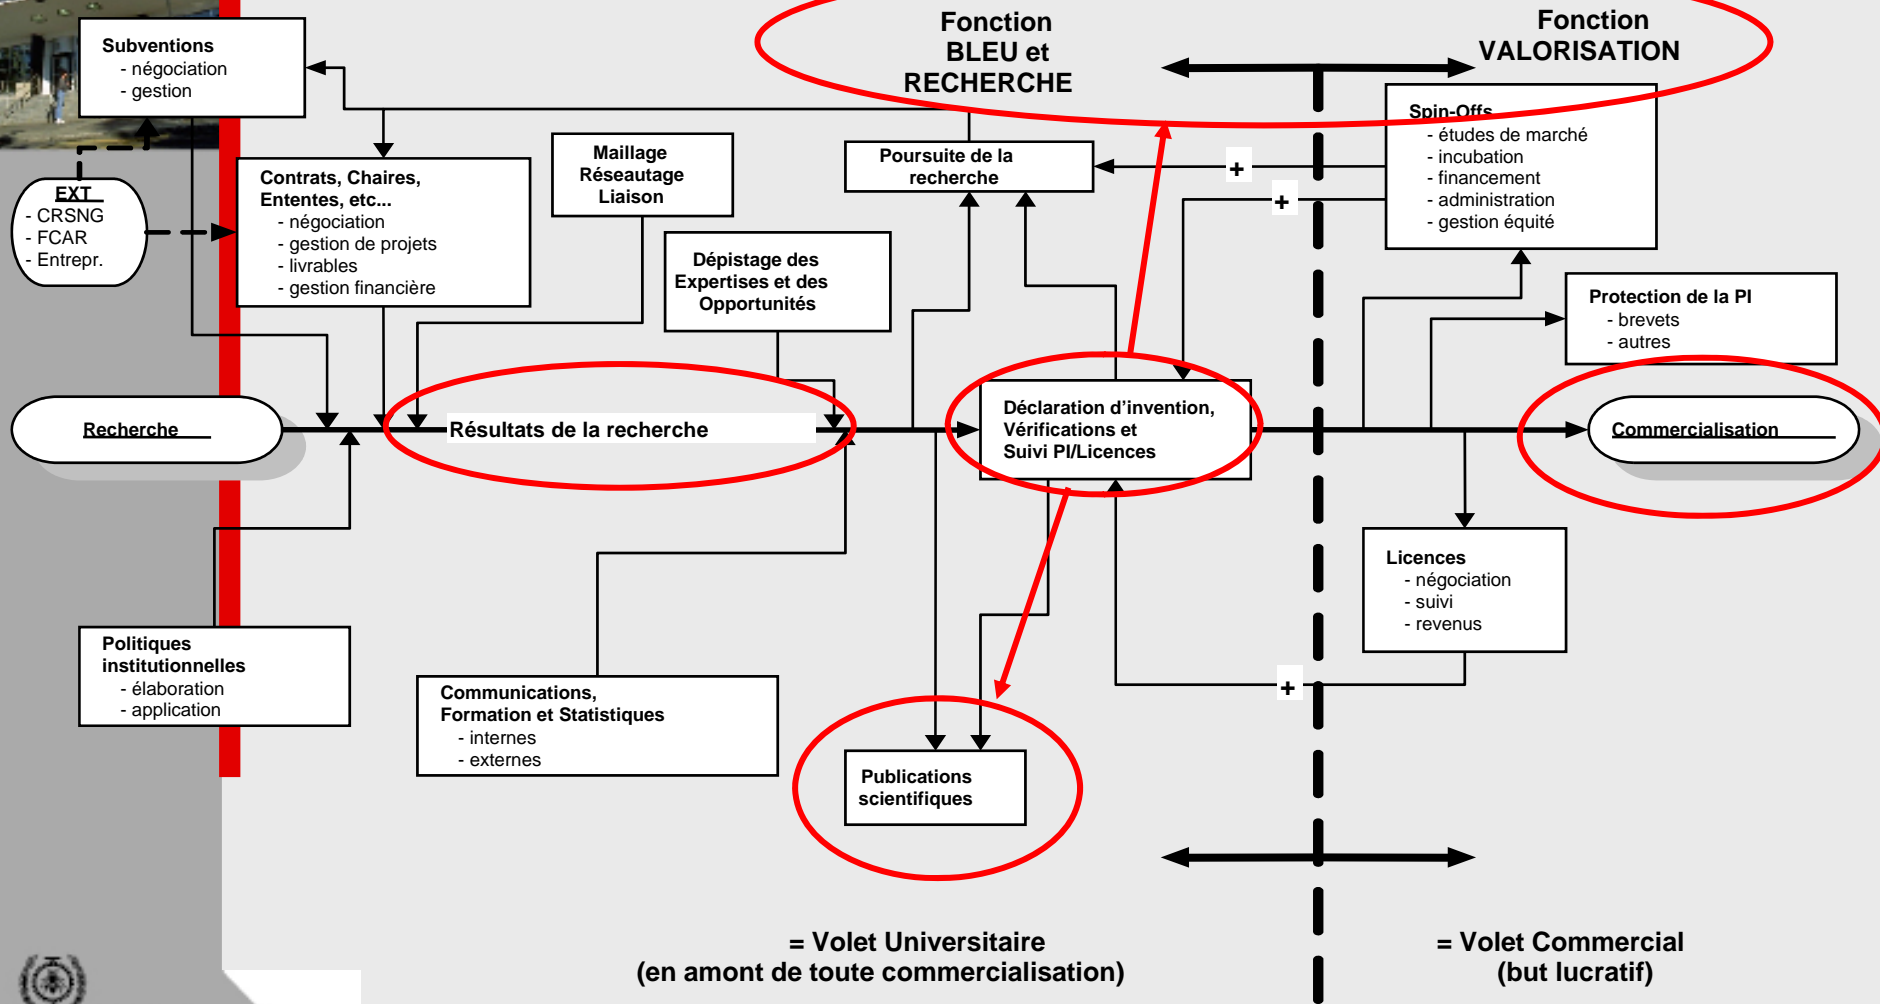 Fonction
BLEU et
RECHERCHE
Fonction
VALORISATION
Subventions
- négociation
- gestion
EXT
- CRSNG
- FCAR
- Entrepr.
Contrats, Chaires,
Ententes, etc...
- négociation
- gestion de projets
- livrables
- gestion financière
Maillage
Réseautage
Liaison
Dépistage des
Expertises et des
Opportunités
Poursuite de la
recherche
+
+
Spin-Offs
- études de marché
- incubation
- financement
- administration
- gestion équité
Protection de la PI
- brevets
- autres
Recherche
Résultats de la recherche
Déclaration d’invention,
Vérifications et
Suivi PI/Licences
Commercialisation
Politiques
institutionnelles
- élaboration
- application
Communications,
Formation et Statistiques
- internes
- externes
Publications
scientifiques
Licences
- négociation
- suivi
- revenus
+
= Volet Universitaire
(en amont de toute commercialisation)
= Volet Commercial
(but lucratif)